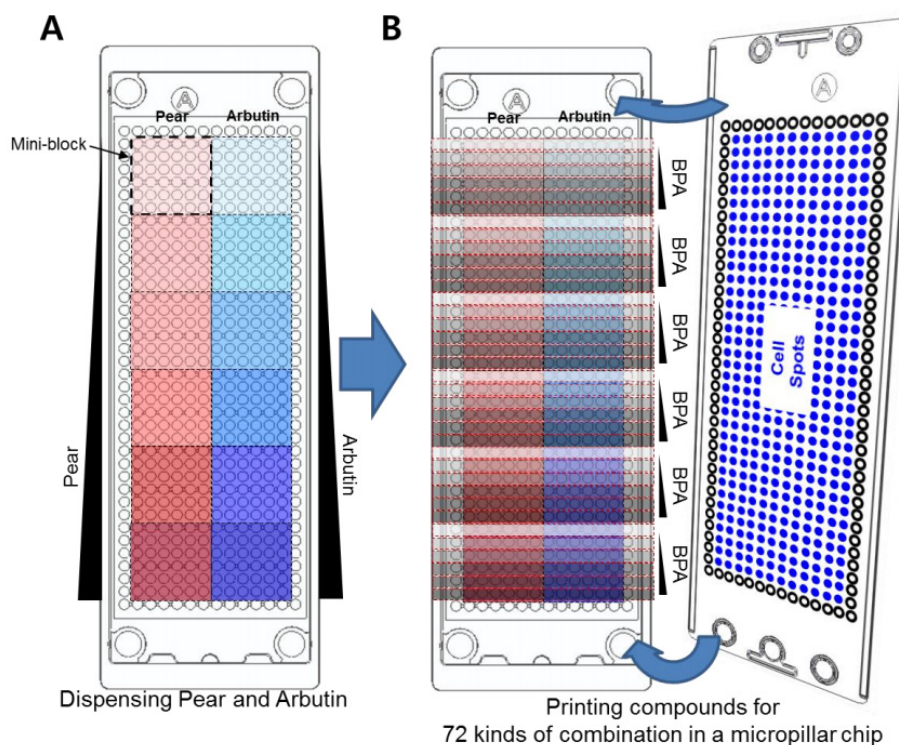 A
B
A
Pear Arbutin
Mini-block
Pear
Arbutin
Dispensing Pear and Arbutin
A
Pear Arbutin
BPA
BPA
BPA
BPA
BPA
BPA
A
Cell
Spots
Printing compounds for
72 kinds of combination in a micropillar chip